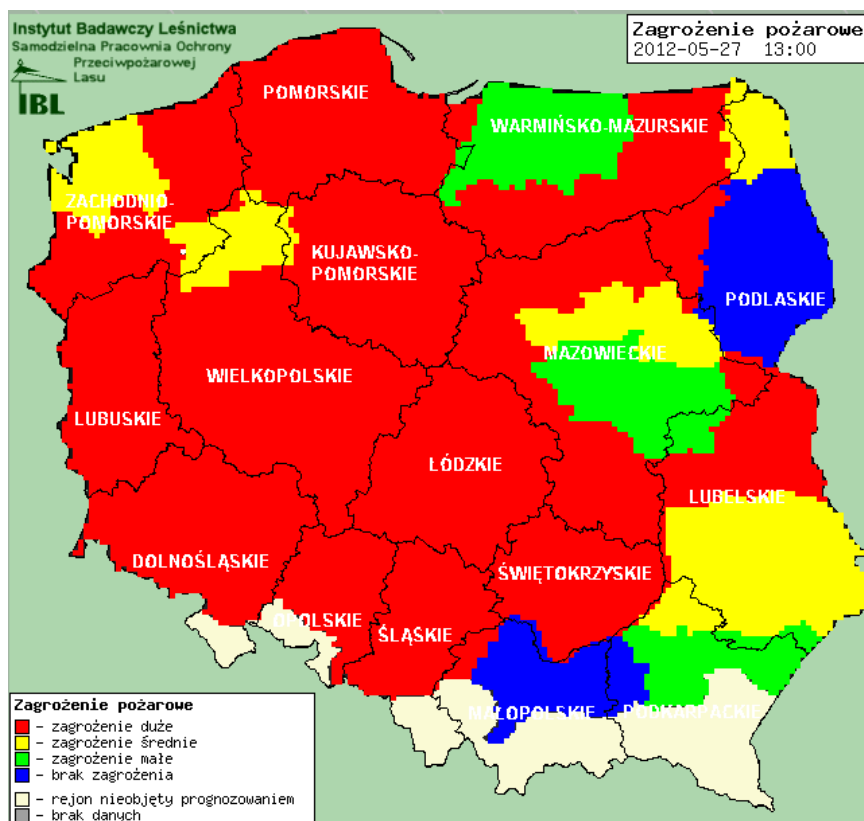 Instytut Badawczy Leśnictwa
Samodzielna Pracownia Ochrony
Przeciwpożarowej
Lasu
IBL
Zagrożenie pożarowe
2012-05-27 13:00
POMORSKIE
WARMIŃSKO-MAZURSKIE
ZACHODNIO-
POMORSKIE
KUJAWSKO-
POMORSKIE
PODLASKIE
MAZOWIECKIE
WIELKOPOLSKIE
LUBUSKIE
ŁÓDZKIE
LUBELSKIE
DOLNOŚLĄSKIE
ŚWIĘTOKRZYSKIE
OPOLSKIE
ŚLĄSKIE
MAŁOPOLSKIE
PODKARPACKIE
Zagrożenie pożarowe
- zagrożenie duże
- zagrożenie średnie
- zagrożenie małe
- brak zagrożenia
- rejon nieobjęty prognozowaniem
- brak danych